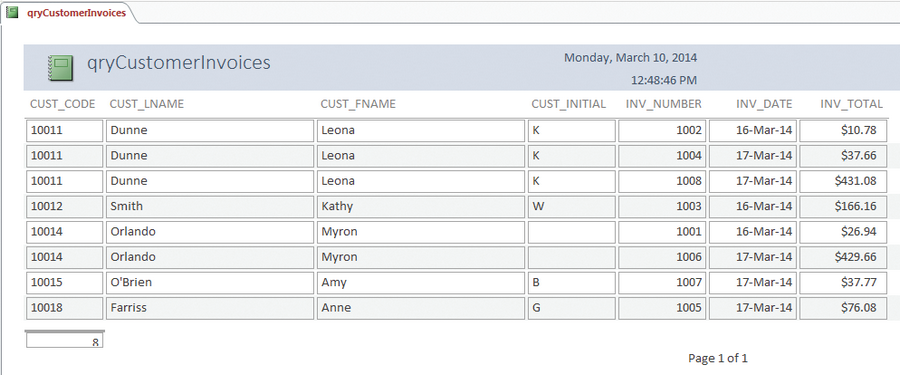 qryCustomerInvoices
qryCustomerInvoices
Monday, March 10, 2014
12:48:46 PM
CUST_CODE CUST_LNAME CUST_FNAME CUST_INITIAL INV_NUMBER INV_DATE INV_TOTAL
10011 Dunne Leona K 1002 16-Mar-14 $10.78
10011 Dunne Leona K 1004 17-Mar-14 $37.66
10011 Dunne Leona K 1008 17-Mar-14 $431.08
10012 Smith Kathy W 1003 16-Mar-14 $166.16
10014 Orlando Myron 1001 16-Mar-14 $26.94
10014 Orlando Myron 1006 17-Mar-14 $429.66
10015 O'Brien Amy B 1007 17-Mar-14 $37.77
10018 Farriss Anne G 1005 17-Mar-14 $76.08
8
Page 1 of 1